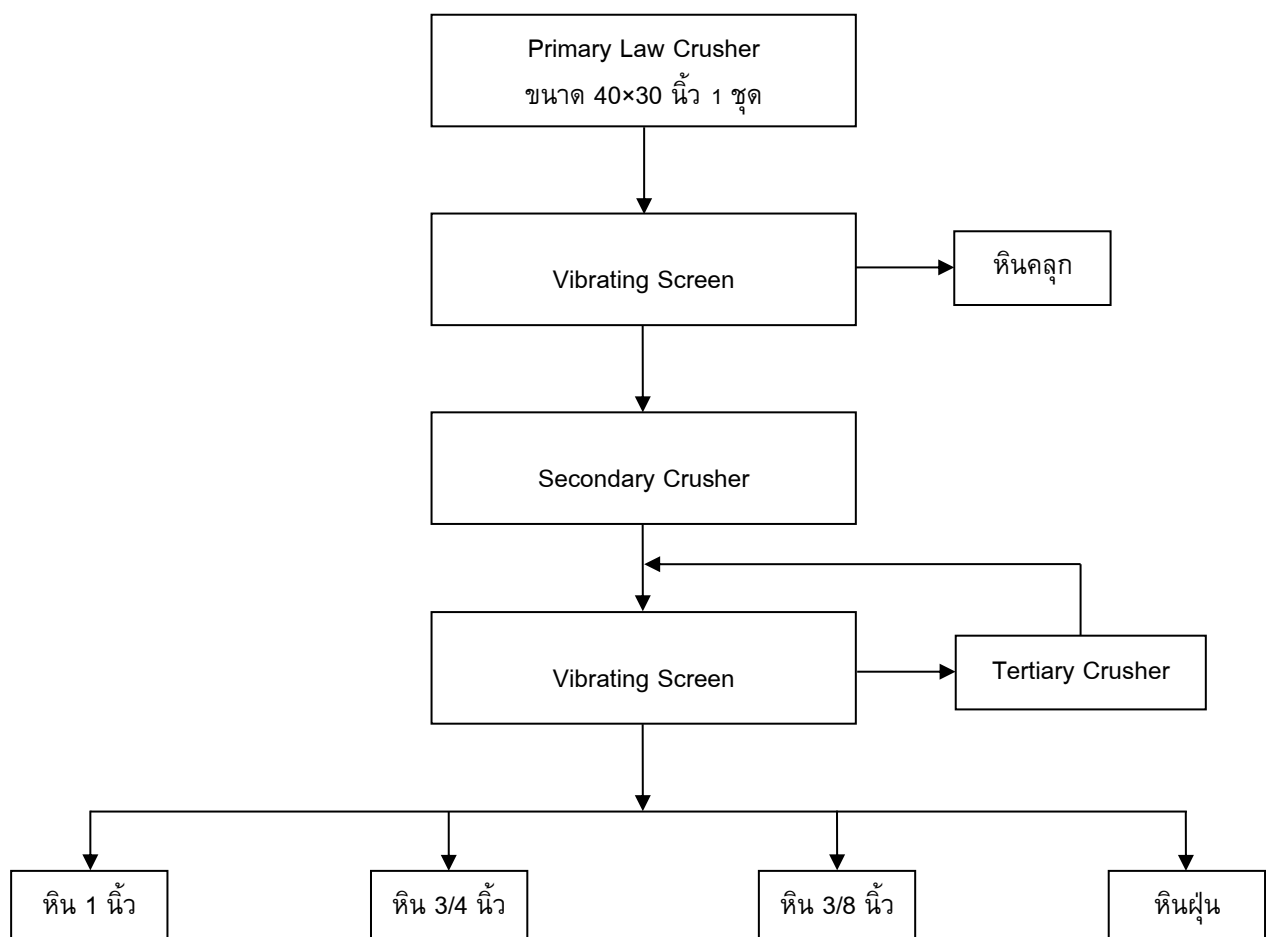 Primary Law Crusher
ขนาด 40×30 นิ้ว 1 ชุด
Vibrating Screen
หินคลุก
Secondary Crusher
Vibrating Screen
Tertiary Crusher
หิน 1 นิ้ว
หิน 3/4 นิ้ว
หิน 3/8 นิ้ว
หินฝุ่น